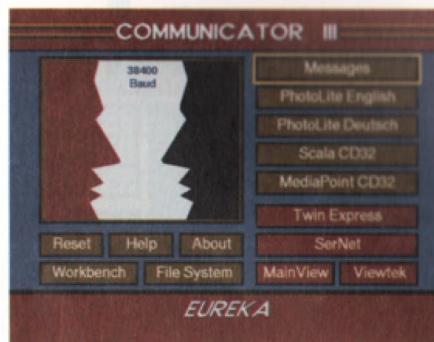 COMMUNICATOR III
38400
Baud
Messages
PhotoLite English
PhotoLite Deutsch
Scala CD32
MediaPoint CD32
Twin Express
Reset Help About
SerNet
Workbench File System
MainView Viewtek
EUREKA